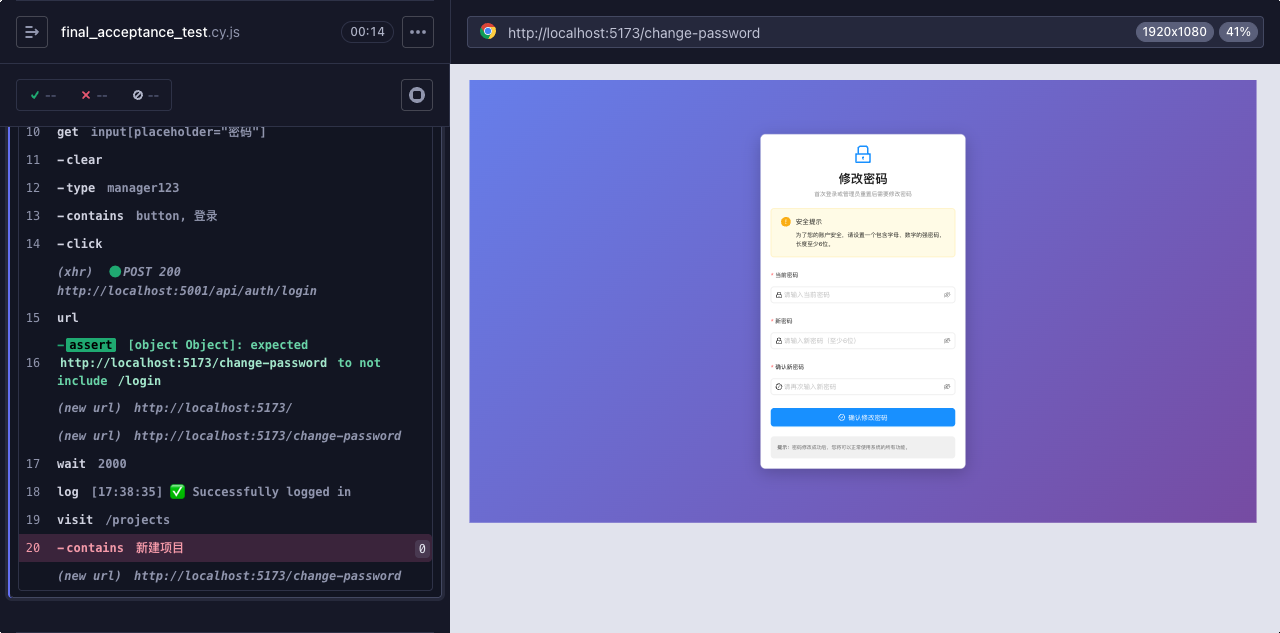 final_acceptance_test.cy.js
00:14
--
--
--
10 get input[placeholder="密码"]
11 -clear
12 -type manager123
13 -contains button, 登录
14 -click
(xhr) POST 200
http://localhost:5001/api/auth/login
15 url
16 -assert [object Object]: expected
http://localhost:5173/change-password to not
include /login
(new url) http://localhost:5173/
(new url) http://localhost:5173/change-password
17 wait 2000
18 log [17:38:35] ✅ Successfully logged in
19 visit /projects
20 -contains 新建项目 0
(new url) http://localhost:5173/change-password
http://localhost:5173/change-password
1920x1080
41%
修改密码
首次登录或管理员重置后需要修改密码
安全提示
为了您的账户安全，请设置一个包含字母、数字的强密码，
长度至少6位。
* 当前密码
请输入当前密码
* 新密码
请输入新密码（至少6位）
* 确认新密码
请再次输入新密码
确认修改密码
提示：密码修改成功后，您将可以正常使用系统的所有功能。